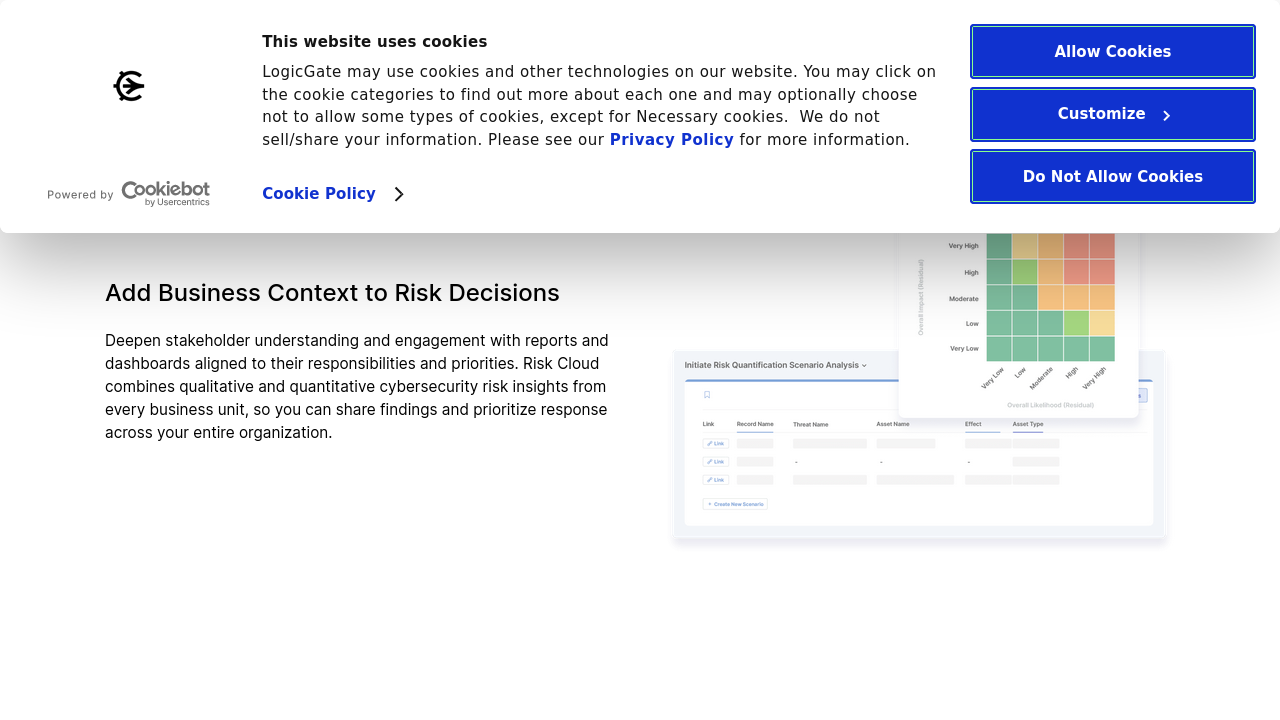 This website uses cookies
LogicGate may use cookies and other technologies on our website. You may click on
the cookie categories to find out more about each one and may optionally choose
not to allow some types of cookies, except for Necessary cookies.  We do not
sell/share your information. Please see our Privacy Policy for more information.
Cookie Policy
Powered by Cookiebot
by Usercentrics
Allow Cookies
Customize
Do Not Allow Cookies
Add Business Context to Risk Decisions
Deepen stakeholder understanding and engagement with reports and
dashboards aligned to their responsibilities and priorities. Risk Cloud
combines qualitative and quantitative cybersecurity risk insights from
every business unit, so you can share findings and prioritize response
across your entire organization.
Overall Impact (Residual)
Very High
High
Moderate
Low
Very Low
Very Low Low Moderate High Very High
Overall Likelihood (Residual)
Initiate Risk Quantification Scenario Analysis
Link Record Name Threat Name Asset Name Effect Asset Type
Link
Link - - -
Link
+ Create New Scenario